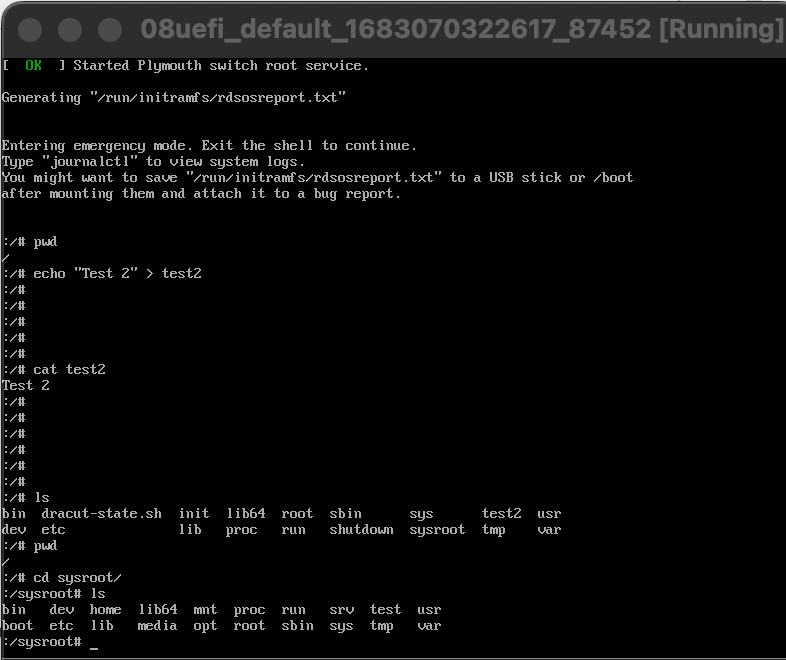 08uefi_default_1683070322617_87452 [Running]
[  OK  ] Started Plymouth switch root service.
Generating "/run/initramfs/rdsosreport.txt"
Entering emergency mode. Exit the shell to continue.
Type "journalctl" to view system logs.
You might want to save "/run/initramfs/rdsosreport.txt" to a USB stick or /boot
after mounting them and attach it to a bug report.
:/# pwd
/
:/# echo "Test 2" > test2
:/#
:/#
:/#
:/#
:/#
:/# cat test2
Test 2
:/#
:/#
:/#
:/#
:/#
:/#
:/# ls
bin  dracut-state.sh  init  lib64  root  sbin      sys      test2  usr
dev  etc              lib   proc   run   shutdown  sysroot  tmp    var
:/# pwd
/
:/# cd sysroot/
:/sysroot# ls
bin   dev  home  lib64  mnt  proc  run   srv  test  usr
boot  etc  lib   media  opt  root  sbin  sys  tmp   var
:/sysroot# _